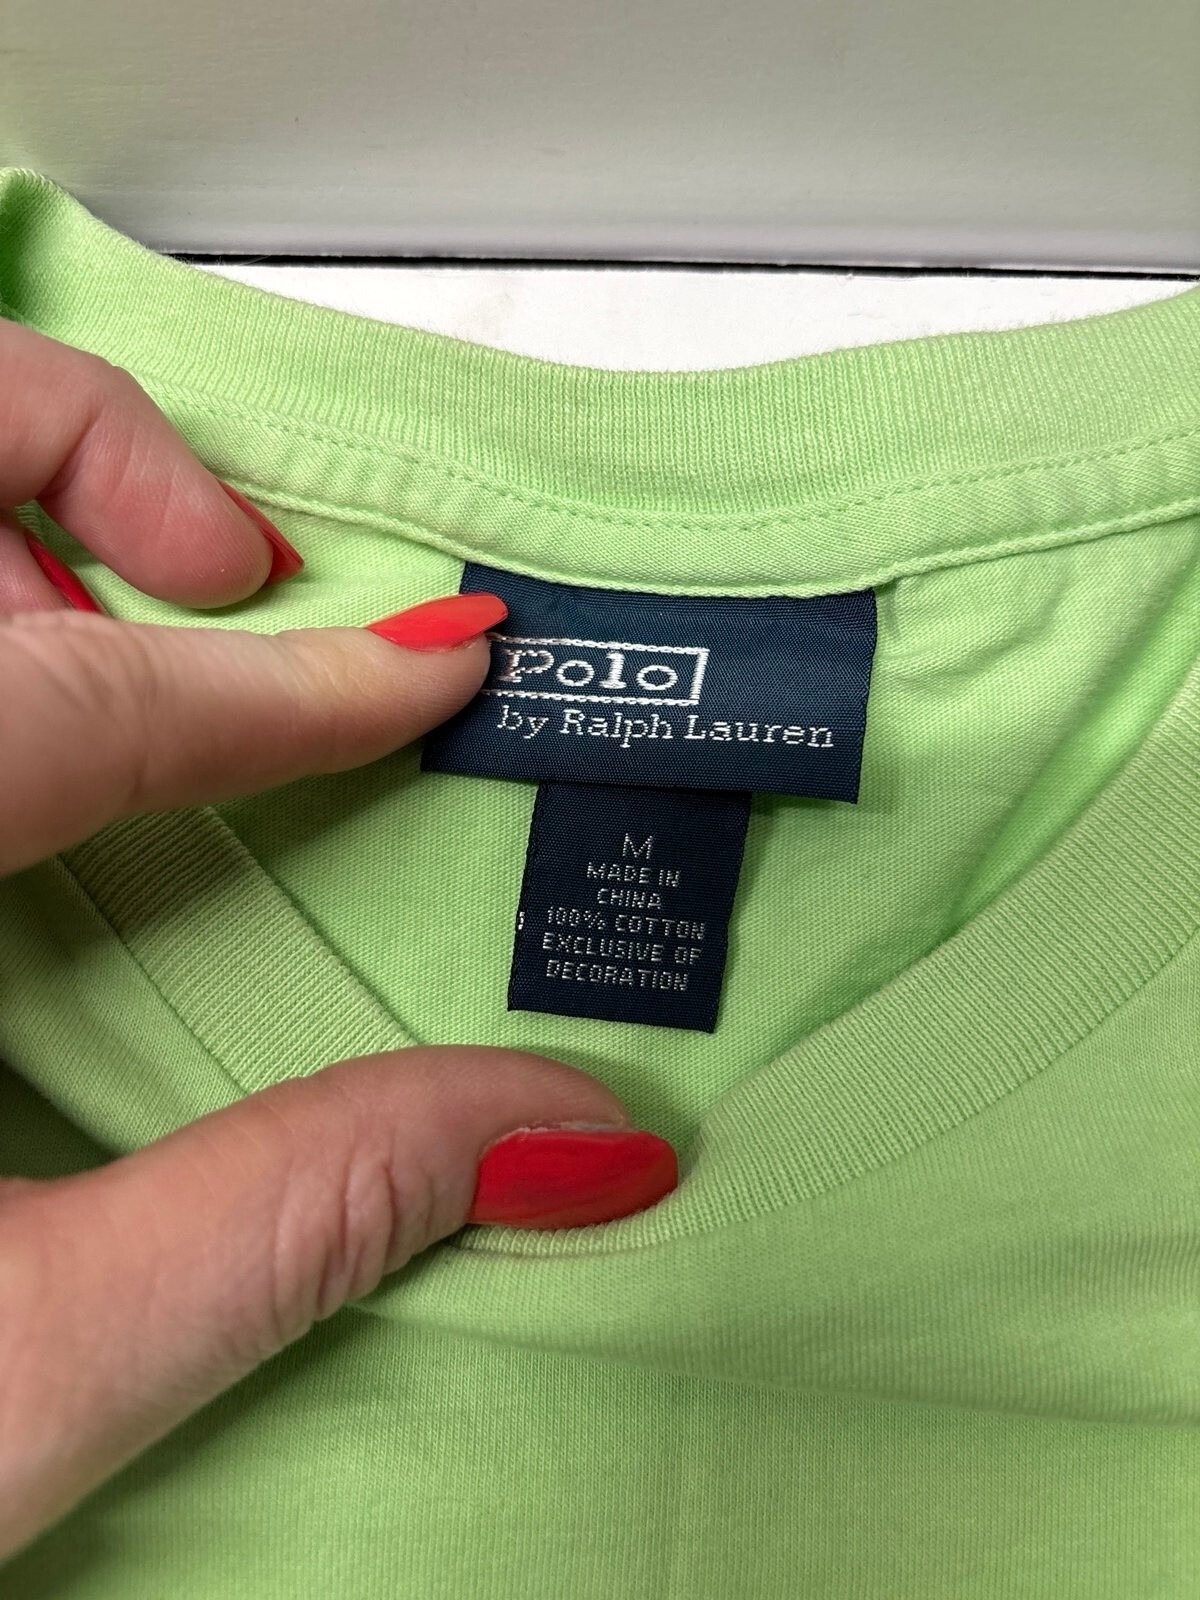 Polo
by Ralph Lauren
M
MADE IN
CHINA
100% COTTON
EXCLUSIVE OF
DECORATION